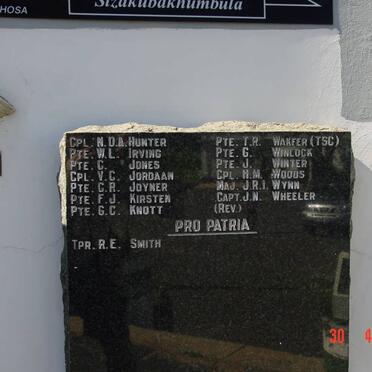 Sizakubakhumbula
HOSA
CPL. N.D.A. HUNTER
PTE. W.L. IRVING
PTE. C. JONES
CPL. V.C. JORDAAN
PTE. C.R. JOYNER
PTE. F.J. KIRSTEN
PTE. G.C. KNOTT
PTE. T.R. WAKFER (TSC)
PTE. G. WINLOCK
PTE. J. WINTER
CPL. H.M. WOODS
MAJ. J.R.I. WYNN
CAPT. J.N. WHEELER
(REV.)
PRO PATRIA
TPR. R.E. SMITH
30 4